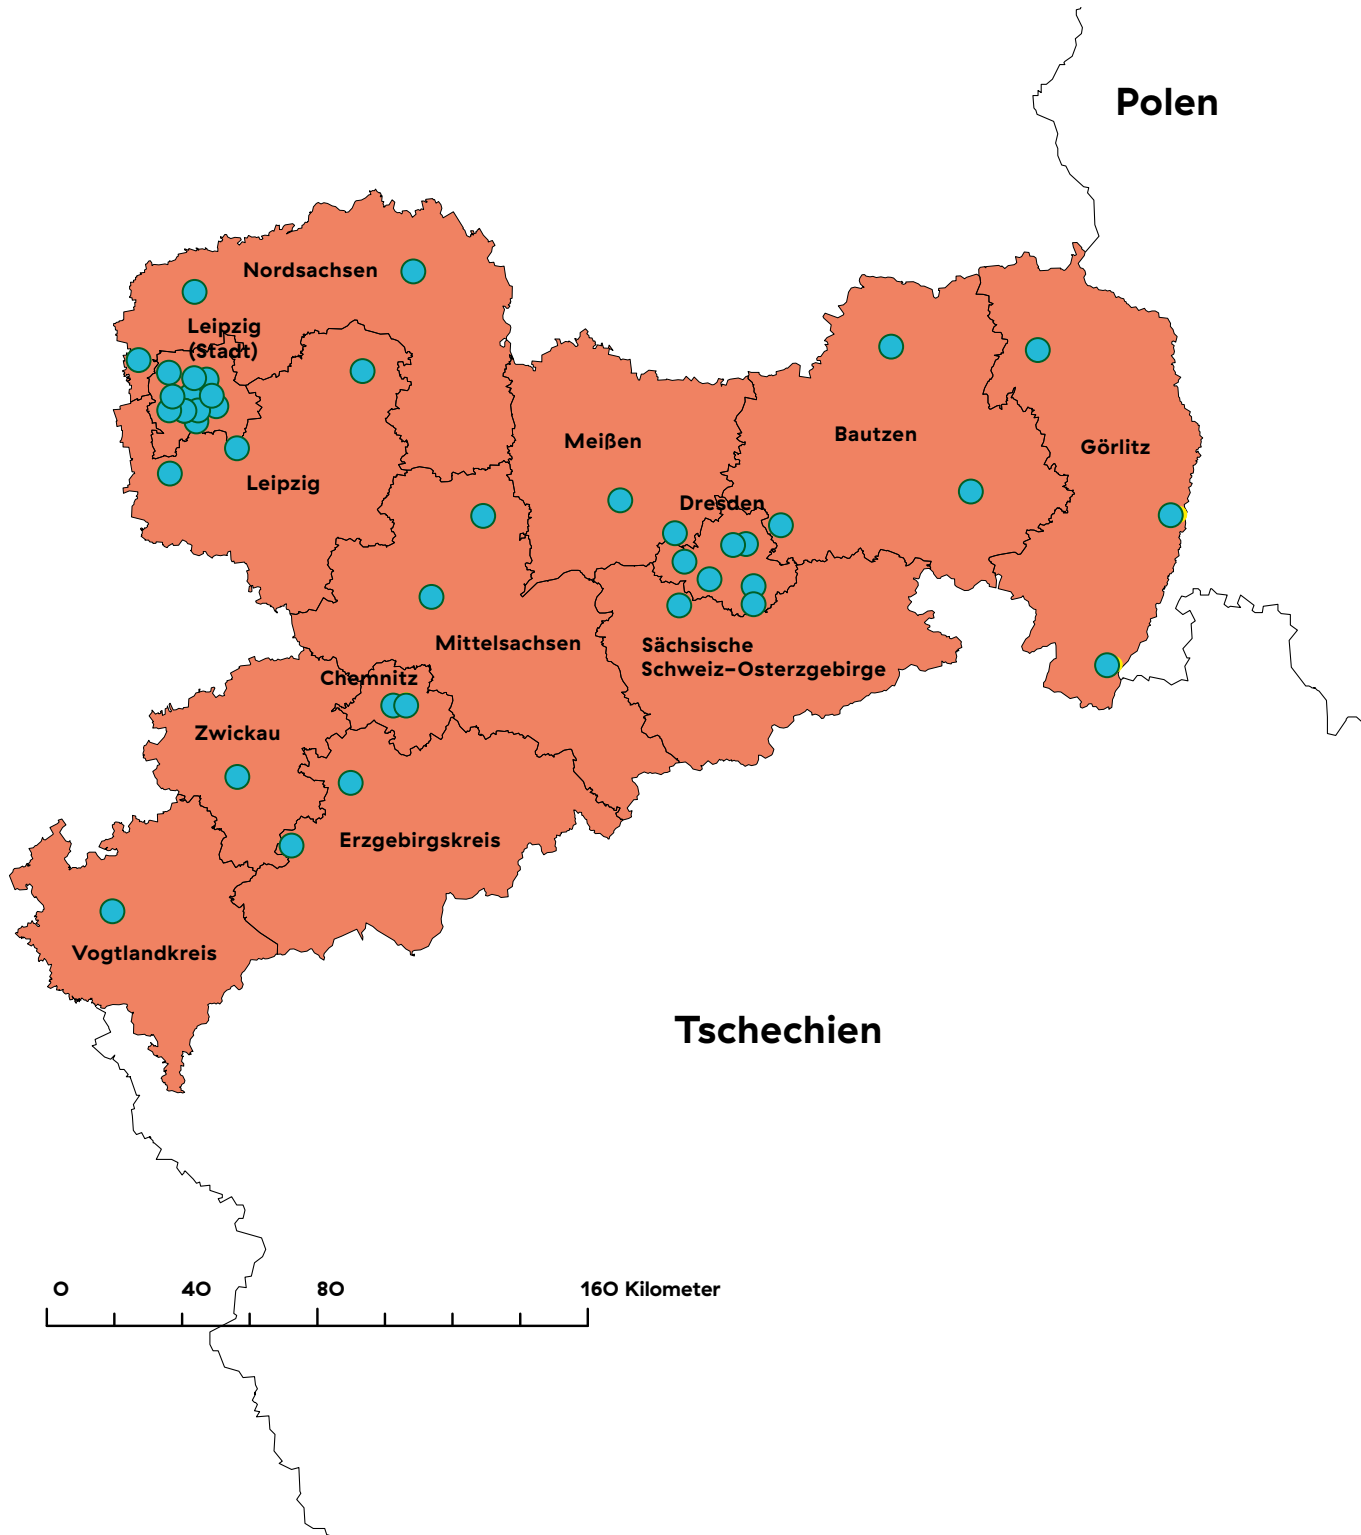 Polen
Nordsachsen
Leipzig
(Stadt)
Meißen
Bautzen
Görlitz
Leipzig
Dresden
Mittelsachsen
Sächsische
Schweiz-Osterzgebirge
Chemnitz
Zwickau
Erzgebirgskreis
Vogtlandkreis
Tschechien
0 40 80 160 Kilometer